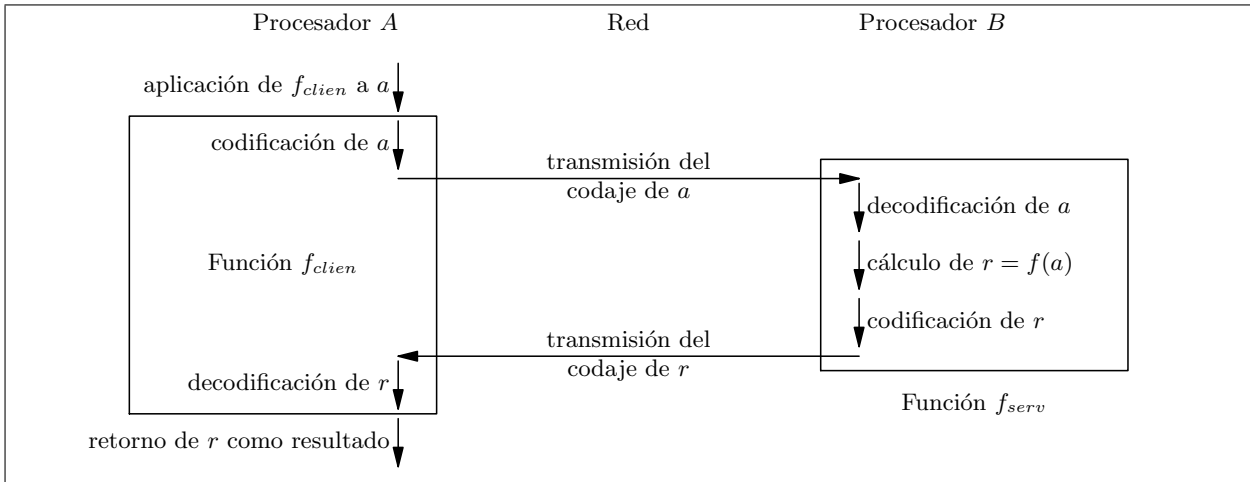 Procesador A
Red
Procesador B
aplicación de f_clien a a
codificación de a
transmisión del
codaje de a
decodificación de a
Función f_clien
cálculo de r = f(a)
codificación de r
transmisión del
codaje de r
decodificación de r
Función f_serv
retorno de r como resultado